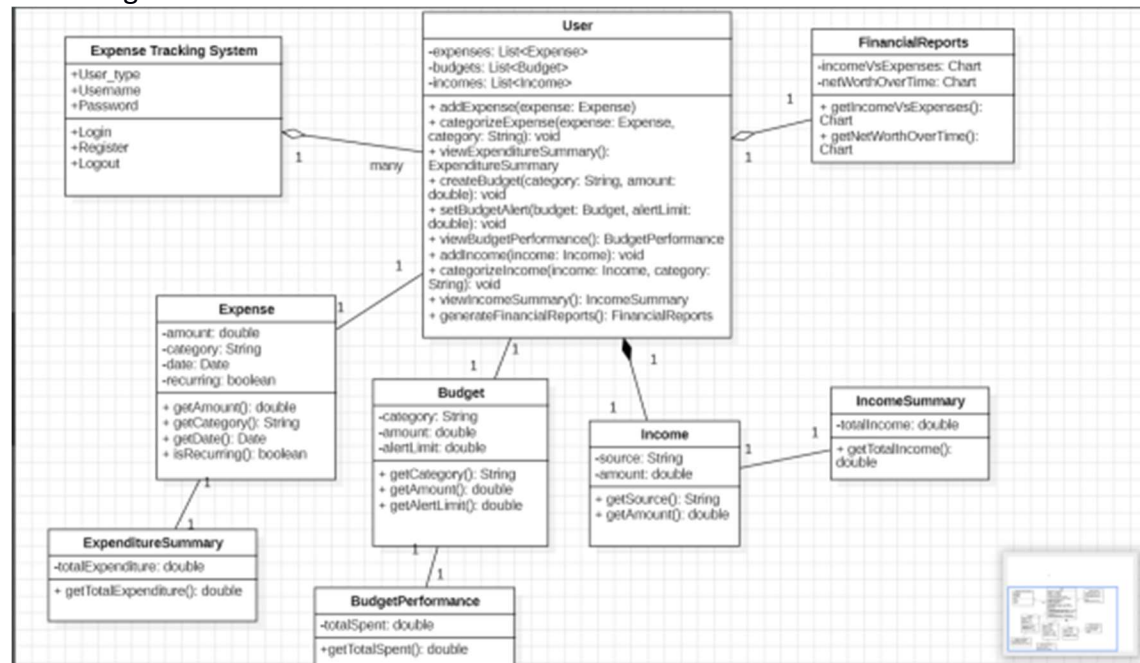 Expense Tracking System
+User_type
+Username
+Password
+Login
+Register
+Logout
1
many
User
-expenses: List<Expense>
-budgets: List<Budget>
-incomes: List<Income>
+ addExpense(expense: Expense)
+ categorizeExpense(expense: Expense,
category: String): void
+ viewExpenditureSummary():
ExpenditureSummary
+ createBudget(category: String, amount:
double): void
+ setBudgetAlert(budget: Budget, alertLimit:
double): void
+ viewBudgetPerformance(): BudgetPerformance
+ addIncome(income: Income): void
+ categorizeIncome(income: Income, category:
String): void
+ viewIncomeSummary(): IncomeSummary
+ generateFinancialReports(): FinancialReports
FinancialReports
-incomeVsExpenses: Chart
-netWorthOverTime: Chart
+ getIncomeVsExpenses():
Chart
+ getNetWorthOverTime():
Chart
1
1
1
1
Expense
-amount: double
-category: String
-date: Date
-recurring: boolean
+ getAmount(): double
+ getCategory(): String
+ getDate(): Date
+ isRecurring(): boolean
1
1
ExpenditureSummary
-totalExpenditure: double
+ getTotalExpenditure(): double
1
1
Budget
-category: String
-amount: double
-alertLimit: double
+ getCategory(): String
+ getAmount(): double
+ getAlertLimit(): double
1
1
BudgetPerformance
-totalSpent: double
+getTotalSpent(): double
1
1
Income
-source: String
-amount: double
+ getSource(): String
+ getAmount(): double
1
1
IncomeSummary
-totalIncome: double
+ getTotalIncome():
double